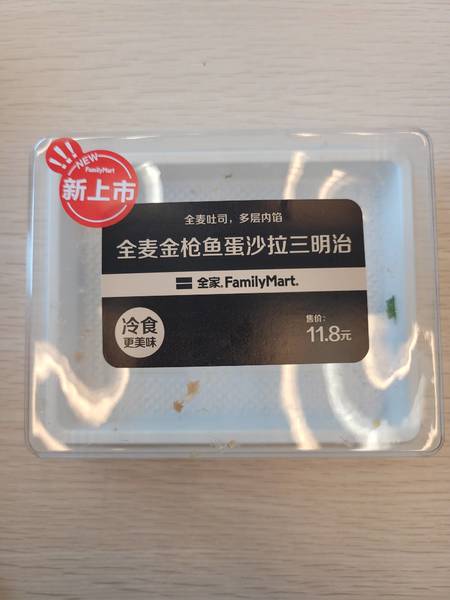 NEW
FamilyMart
新上市
全麦吐司，多层内馅
全麦金枪鱼蛋沙拉三明治
全家 FamilyMart
冷食
更美味
售价：
11.8元